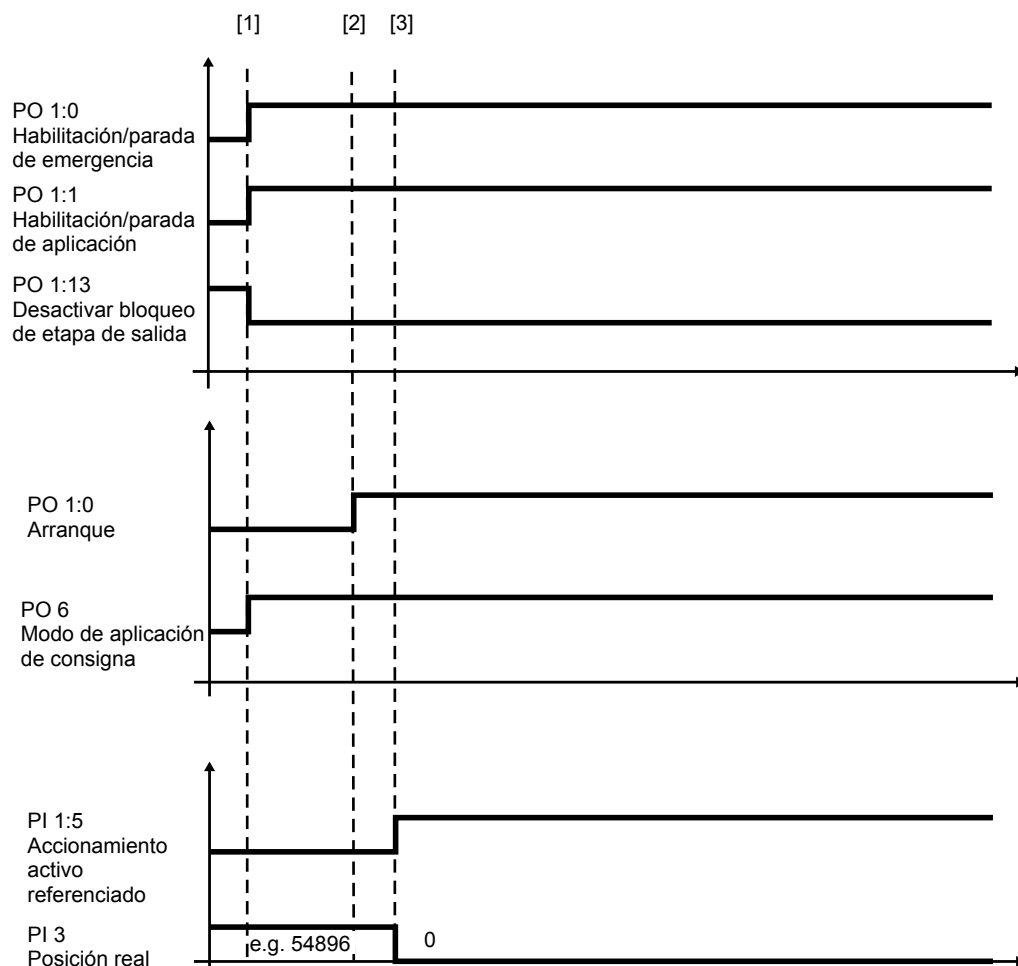 [1] [2] [3]
PO 1:0
Habilitación/parada
de emergencia
PO 1:1
Habilitación/parada
de aplicación
PO 1:13
Desactivar bloqueo
de etapa de salida
PO 1:0
Arranque
PO 6
Modo de aplicación
de consigna
PI 1:5
Accionamiento
activo
referenciado
PI 3
Posición real
e.g. 54896
0